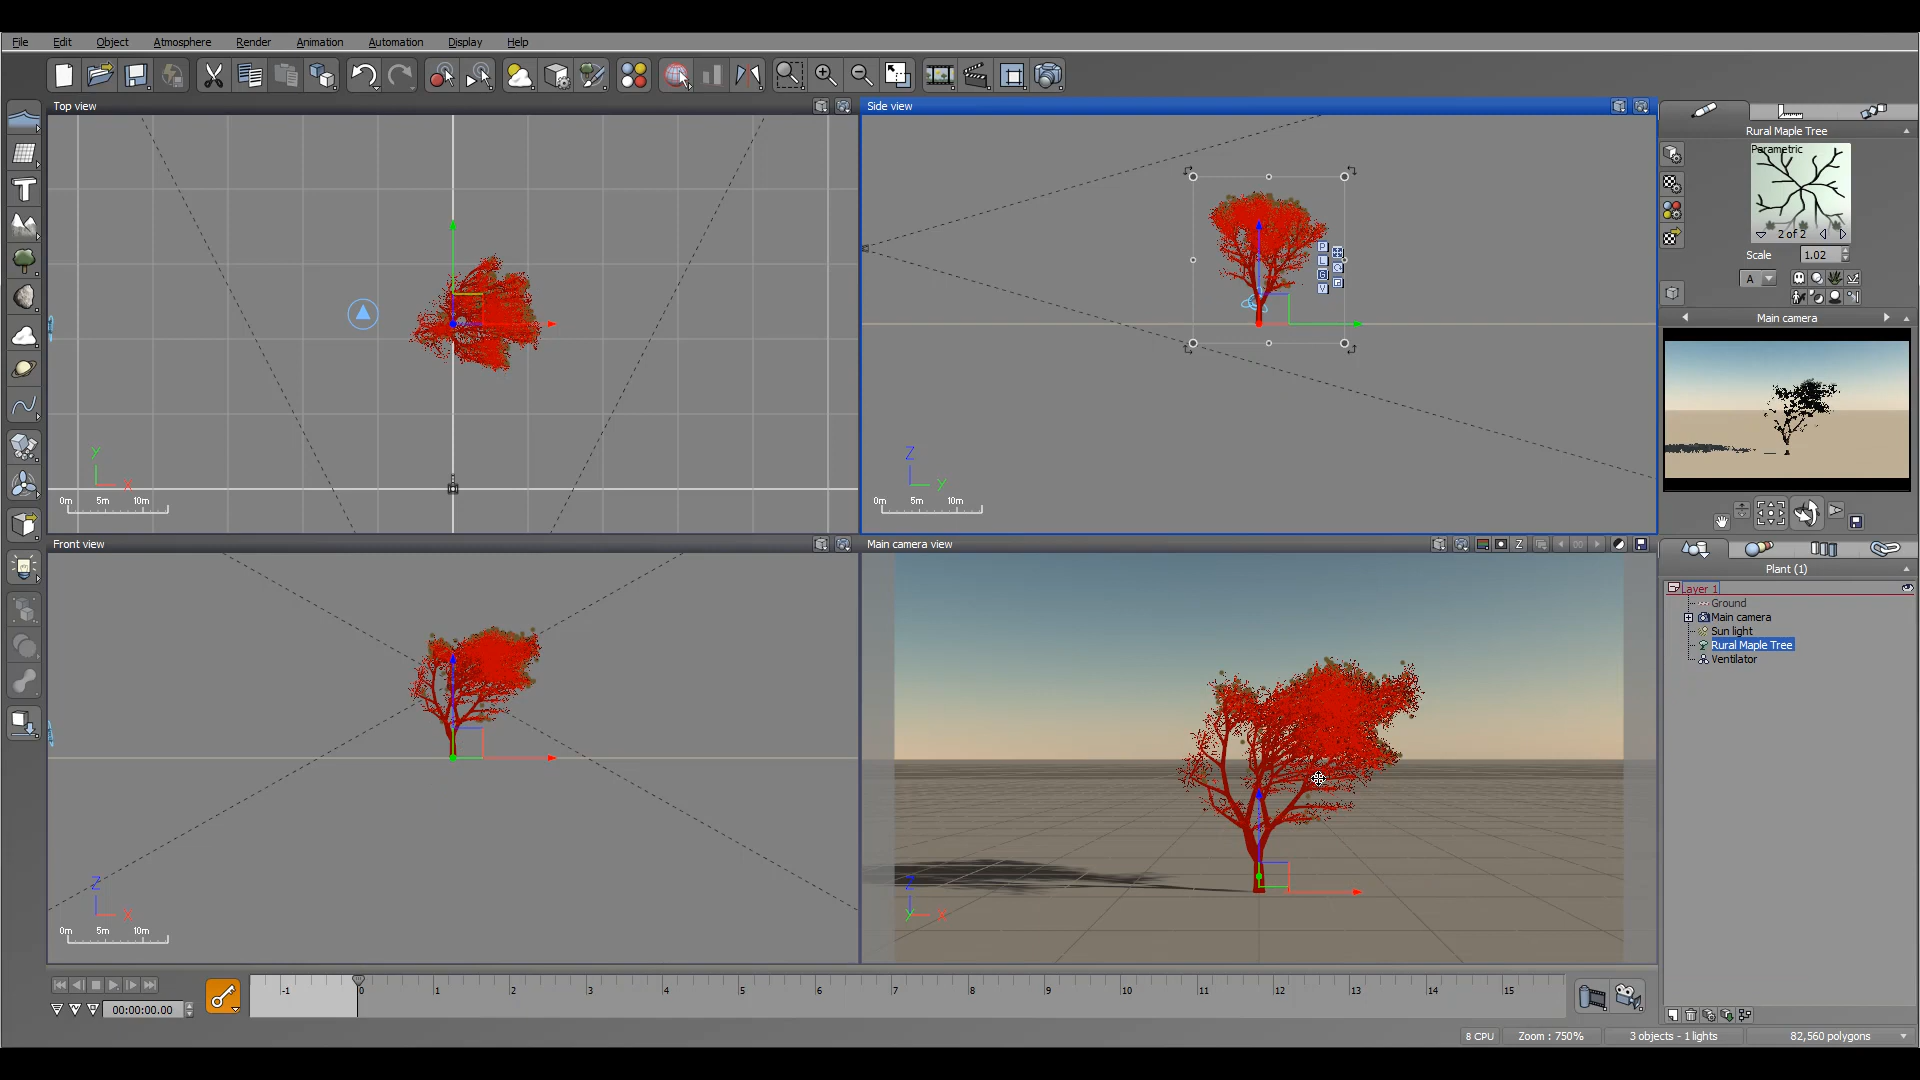 File Edit Object Atmosphere Render Animation Automation Display Help
Top view
Side view
Rural Maple Tree
Parametric
2 of 2
Scale 1.02
A
P
L
G
V
Main camera
Y
X
0m 5m 10m
Z
Y
0m 5m 10m
Front view
Main camera view
Z
Plant (1)
Layer 1
Ground
Main camera
Sun light
Rural Maple Tree
Ventilator
Z
X
0m 5m 10m
Z
Y X
-1 0 1 2 3 4 5 6 7 8 9 10 11 12 13 14 15
00:00:00.00
8 CPU Zoom : 750% 3 objects - 1 lights 82,560 polygons